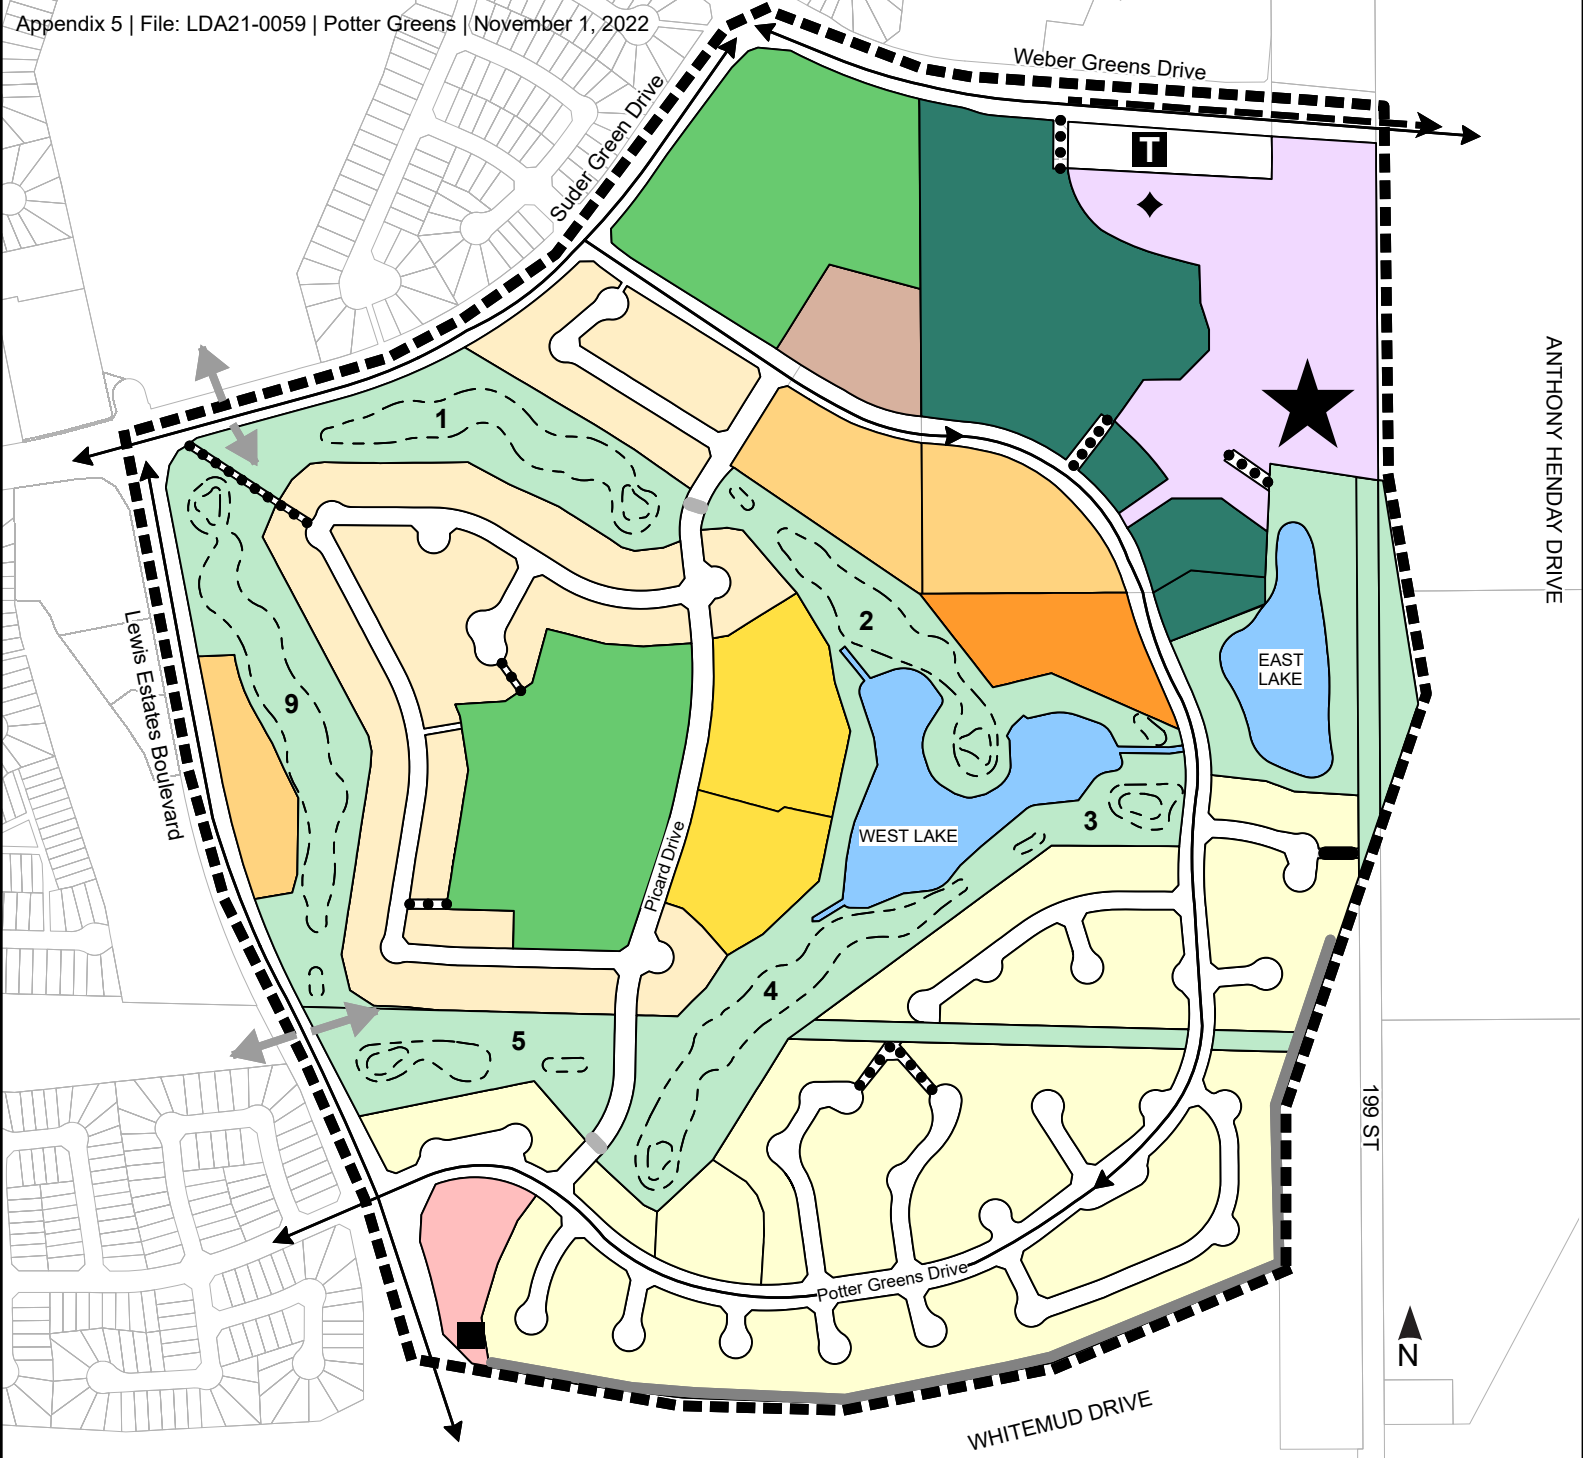 Appendix 5 | File: LDA21-0059 | Potter Greens | November 1, 2022
Weber Greens Drive
Suder Green Drive
T
ANTHONY HENDAY DRIVE
1
2
EAST
LAKE
Lewis Estates Boulevard
9
WEST LAKE
3
Picard Drive
4
5
199 ST
Potter Greens Drive
N
WHITEMUD DRIVE